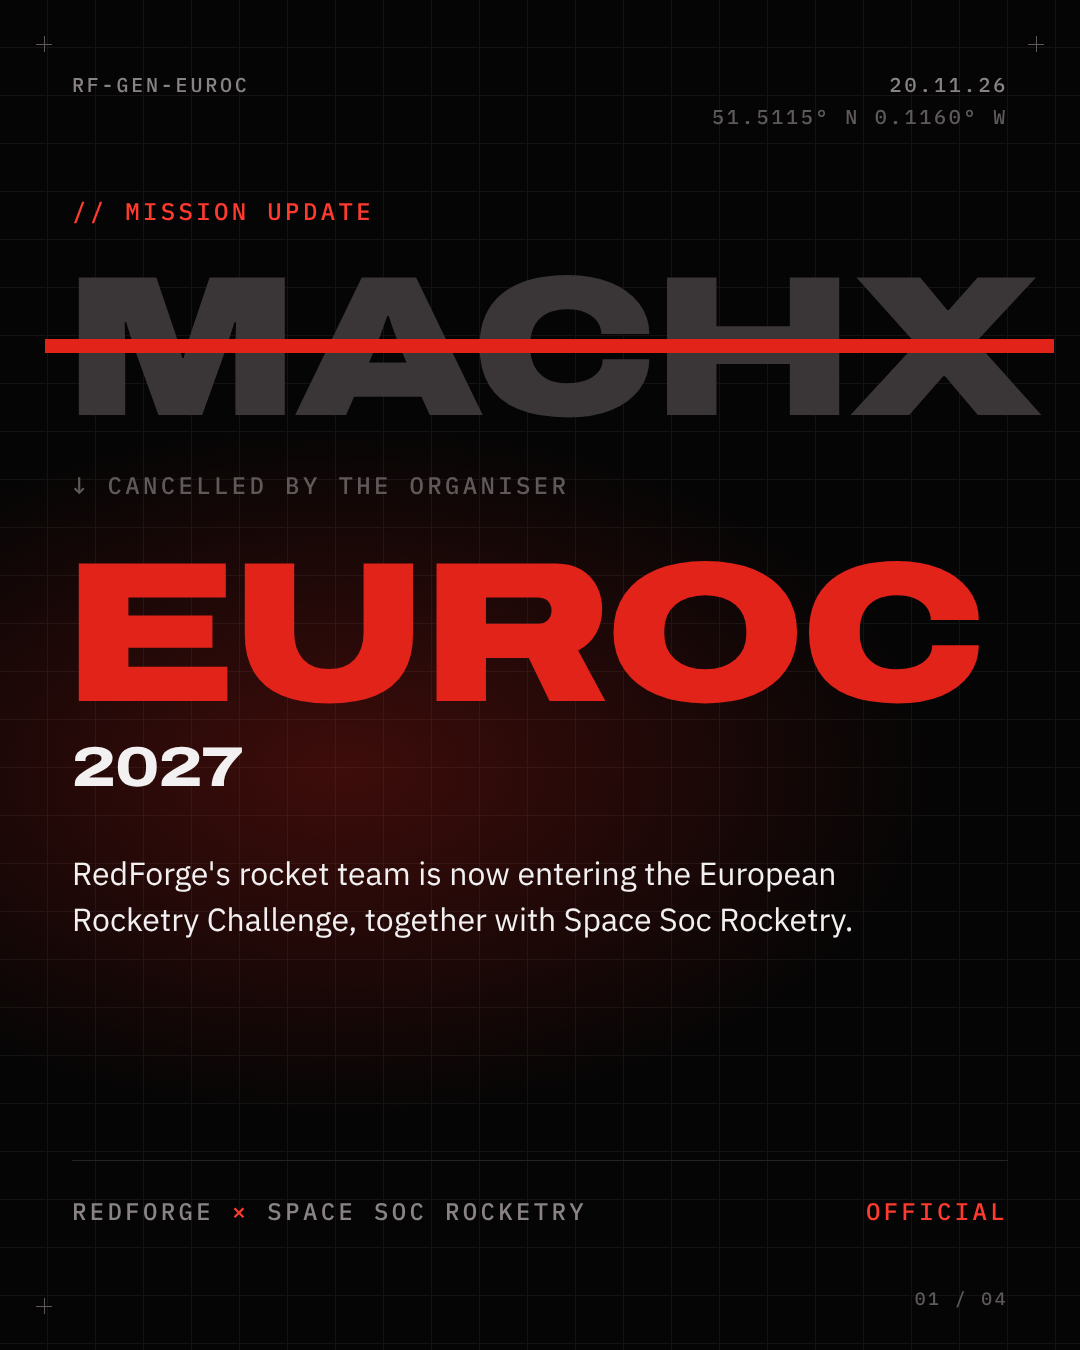 RF-GEN-EUROC
20.11.26
51.5115° N 0.1160° W
// MISSION UPDATE
MACHX
↓ CANCELLED BY THE ORGANISER
EUROC
2027
RedForge's rocket team is now entering the European
Rocketry Challenge, together with Space Soc Rocketry.
REDFORGE × SPACE SOC ROCKETRY
OFFICIAL
01 / 04